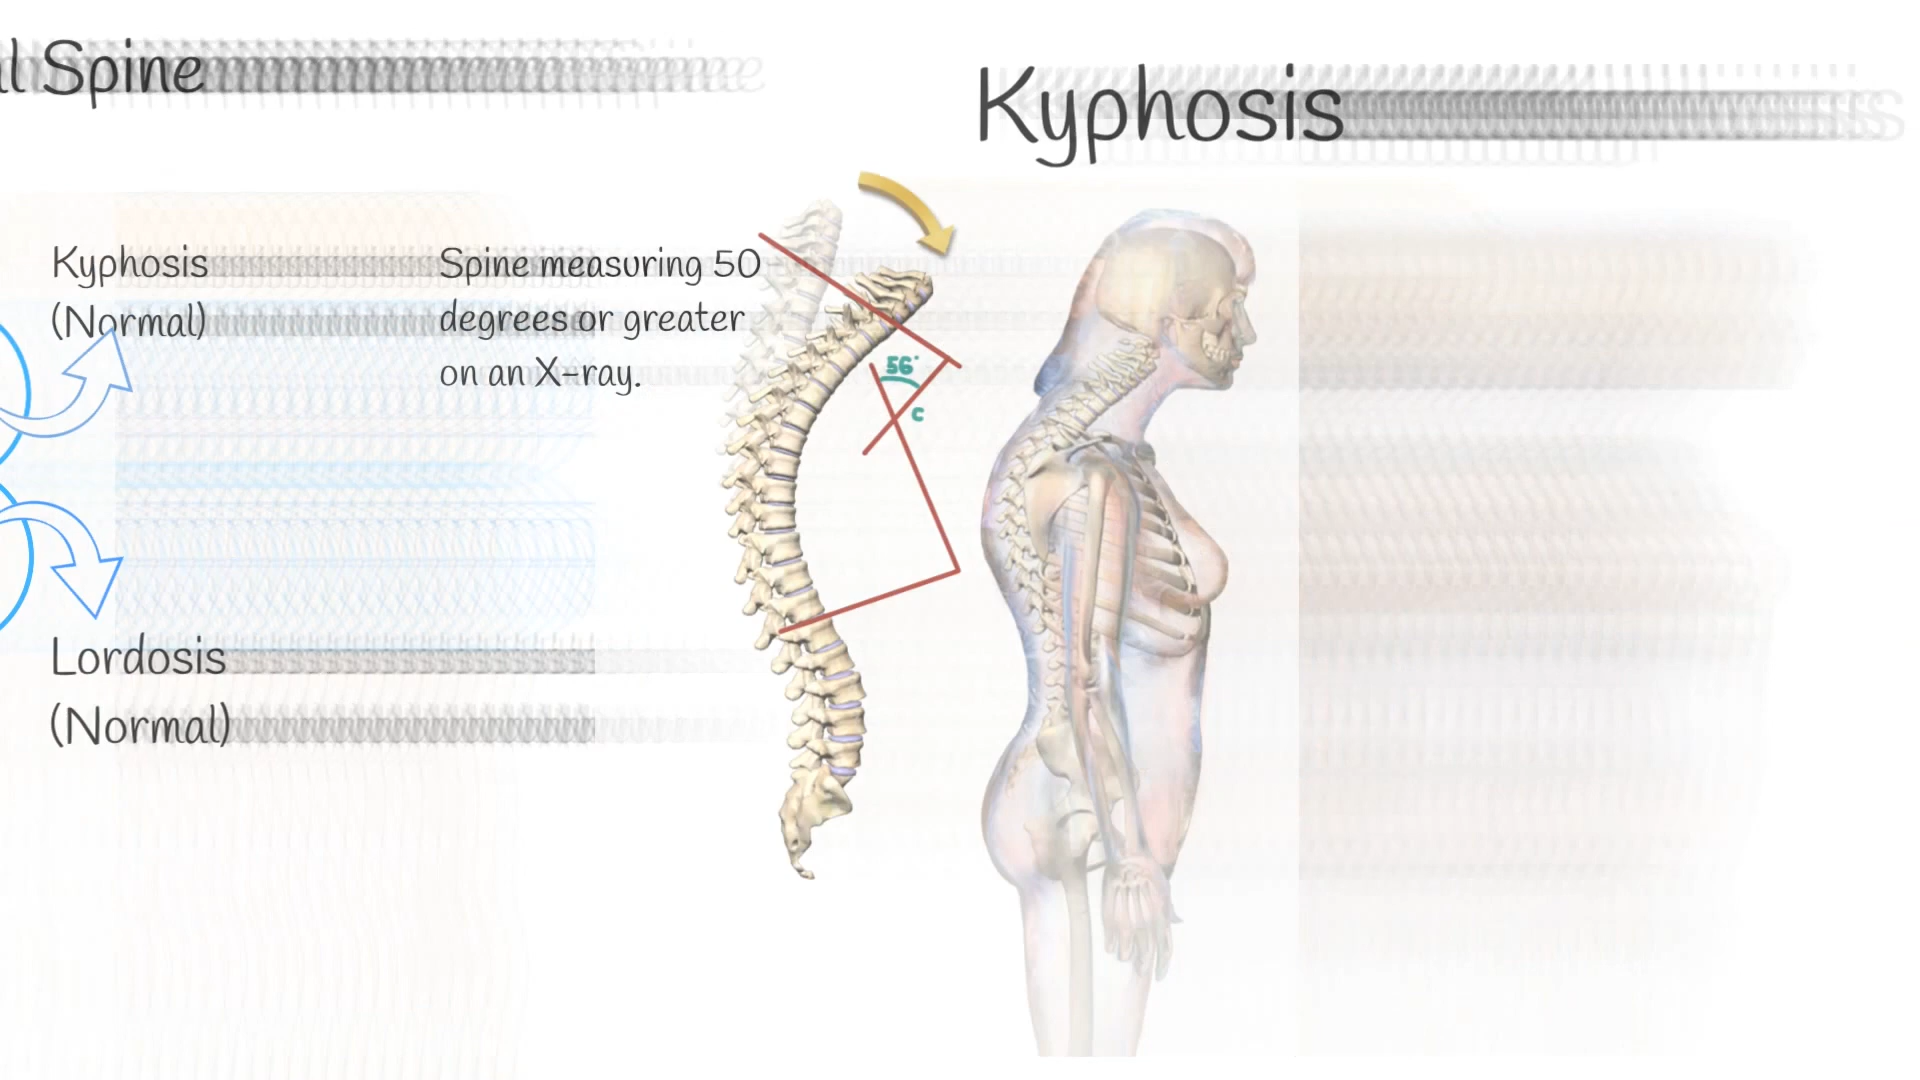 l Spine
Kyphosis
Kyphosis
(Normal)
Spine measuring 50
degrees or greater
on an X-ray.
56°
C
Lordosis
(Normal)